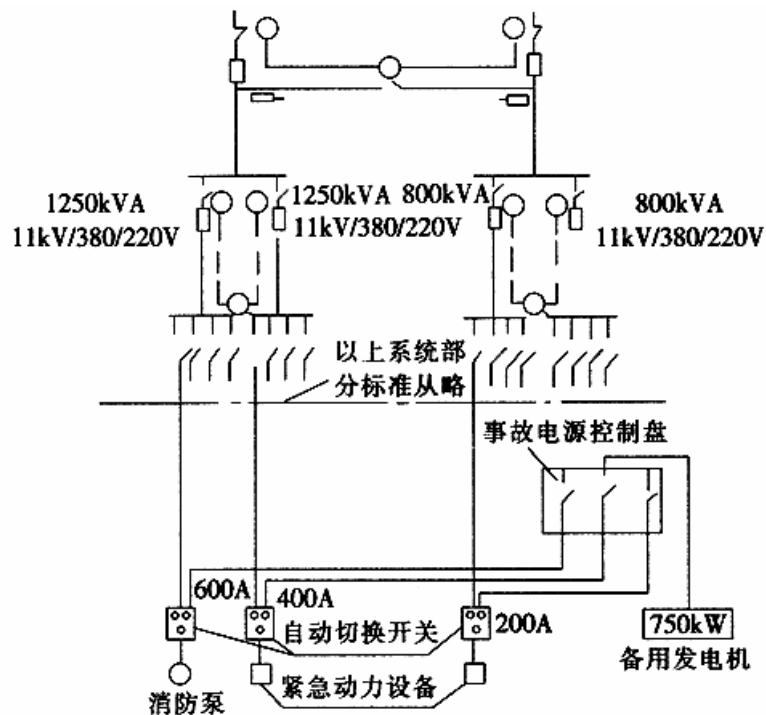 1250kVA
11kV/380/220V
1250kVA
11kV/380/220V
800kVA
800kVA
11kV/380/220V
以上系统部
分标准从略
事故电源控制盘
600A
400A
200A
自动切换开关
750kW
备用发电机
紧急动力设备
消防泵